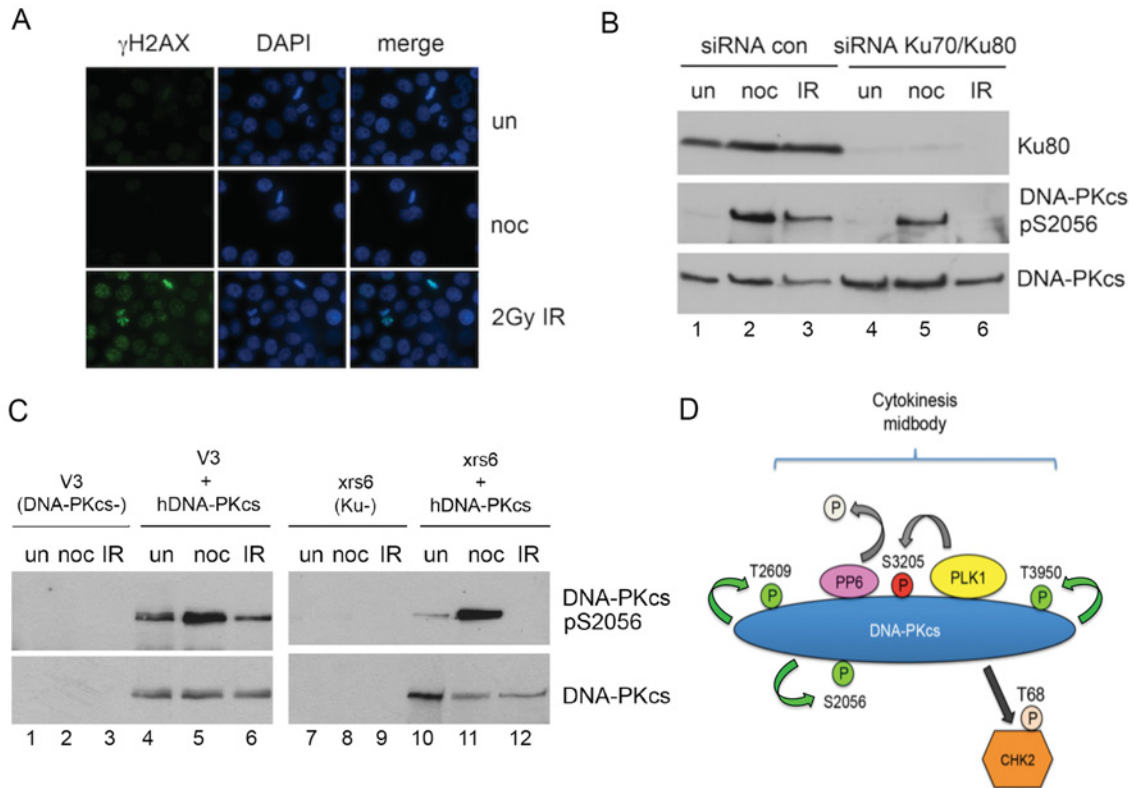 A
γH2AX DAPI merge
un
noc
2Gy IR
B
siRNA con siRNA Ku70/Ku80
un noc IR un noc IR
Ku80
DNA-PKcs
pS2056
DNA-PKcs
1 2 3 4 5 6
C
V3
(DNA-PKcs-)
V3
+
hDNA-PKcs
xrs6
(Ku-)
xrs6
+
hDNA-PKcs
un noc IR un noc IR un noc IR un noc IR
DNA-PKcs
pS2056
DNA-PKcs
1 2 3 4 5 6 7 8 9 10 11 12
D
Cytokinesis
midbody
P
T2609
P
PP6
S3205
P
PLK1
T3950
P
DNA-PKcs
P
S2056
T68
P
CHK2